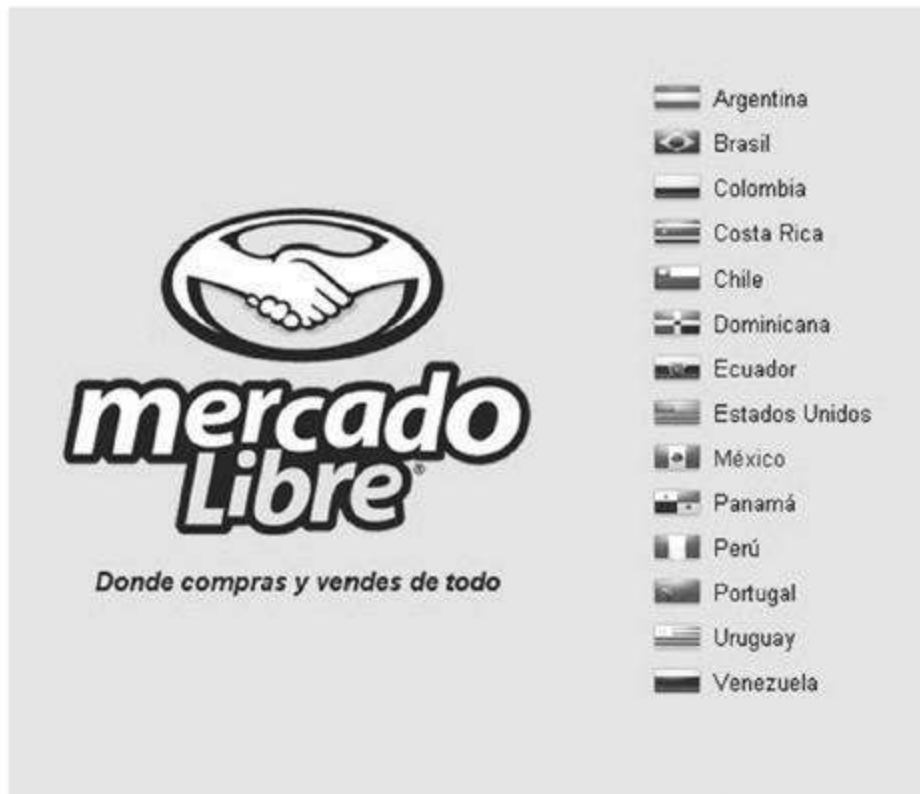 mercado
Libre®
Donde compras y vendes de todo
Argentina
Brasil
Colombia
Costa Rica
Chile
Dominicana
Ecuador
Estados Unidos
México
Panamá
Perú
Portugal
Uruguay
Venezuela